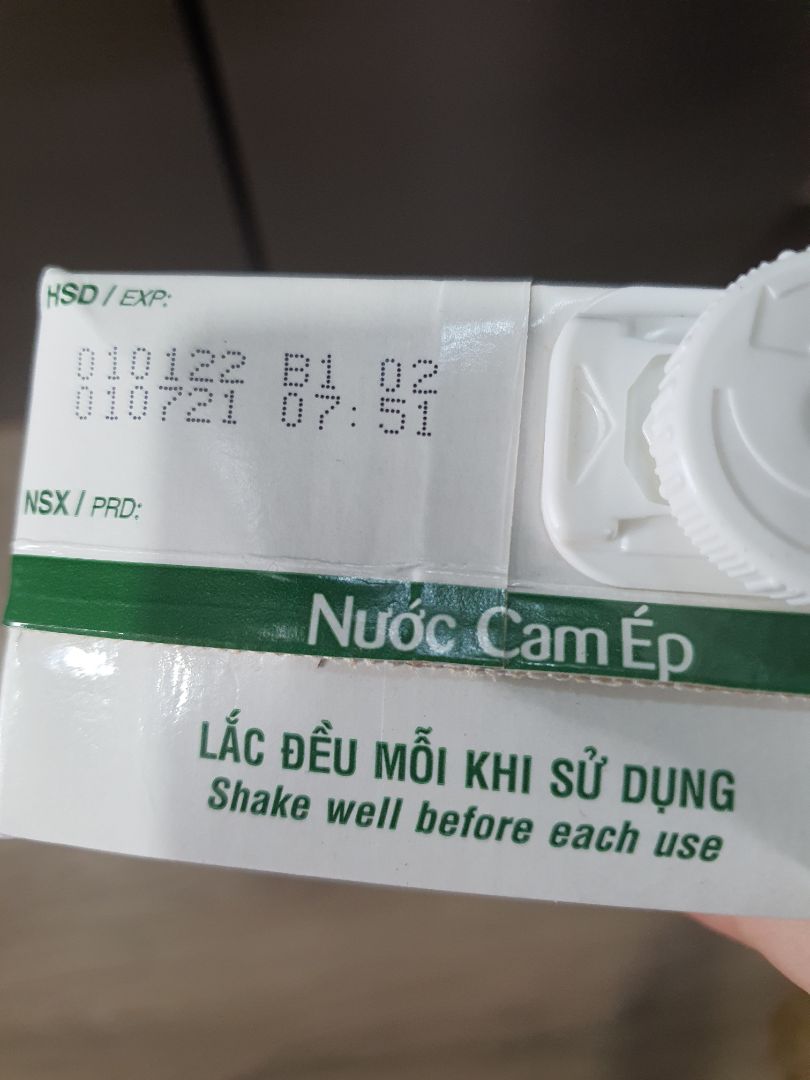 HSD / EXP:
010122 B1 02
010721 07:51
NSX / PRD:
Nước Cam Ép
LẮC ĐỀU MỖI KHI SỬ DỤNG
Shake well before each use